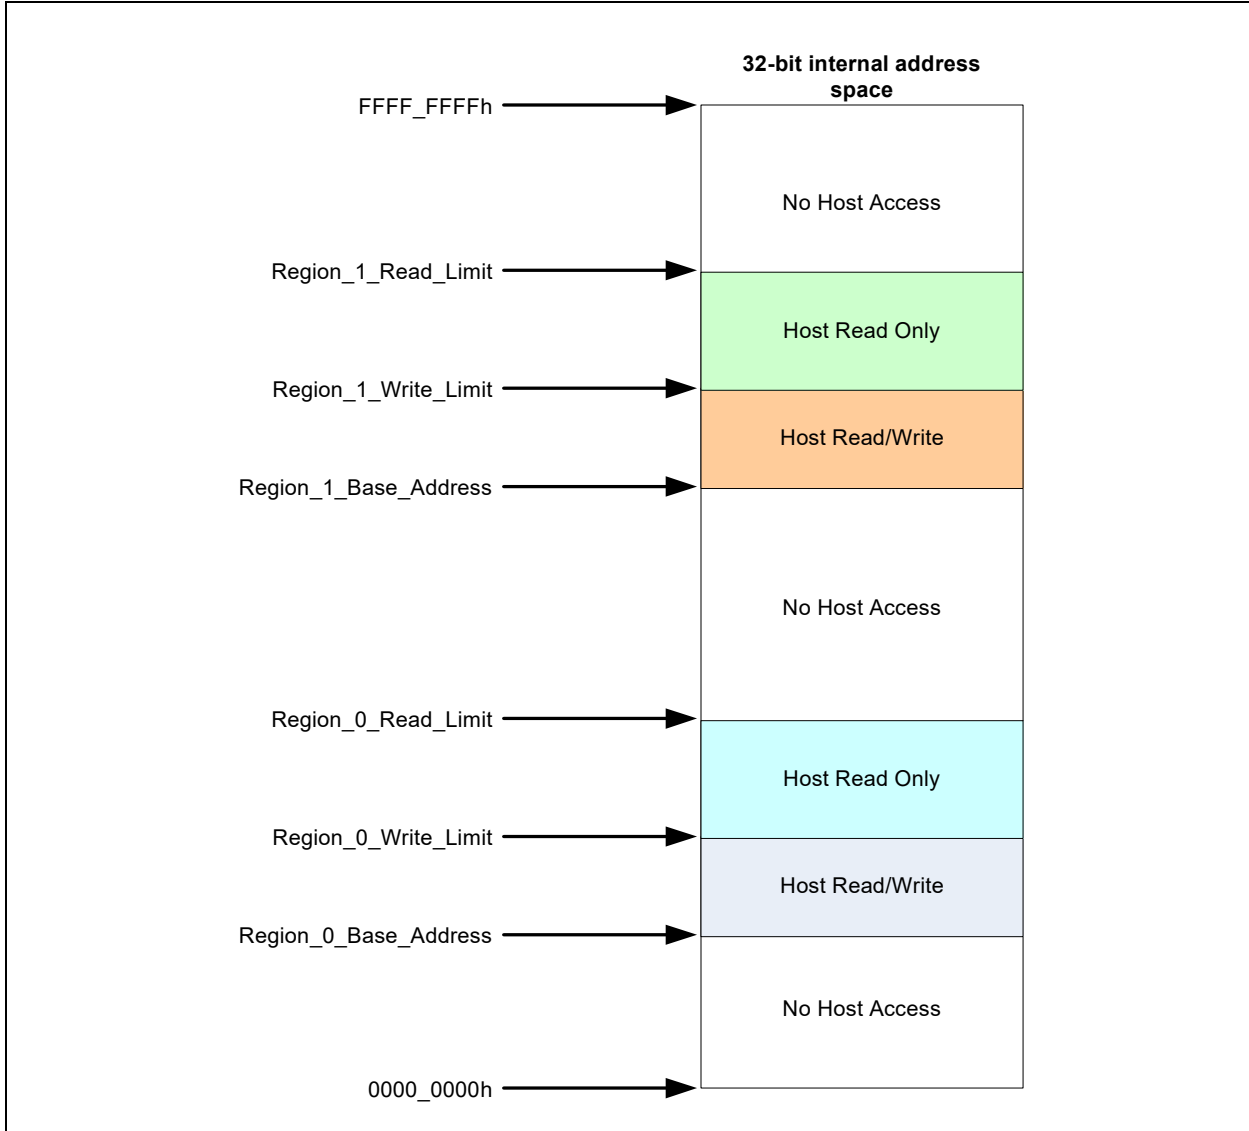 32-bit internal address
space
FFFF_FFFFh
No Host Access
Region_1_Read_Limit
Host Read Only
Region_1_Write_Limit
Host Read/Write
Region_1_Base_Address
No Host Access
Region_0_Read_Limit
Host Read Only
Region_0_Write_Limit
Host Read/Write
Region_0_Base_Address
No Host Access
0000_0000h